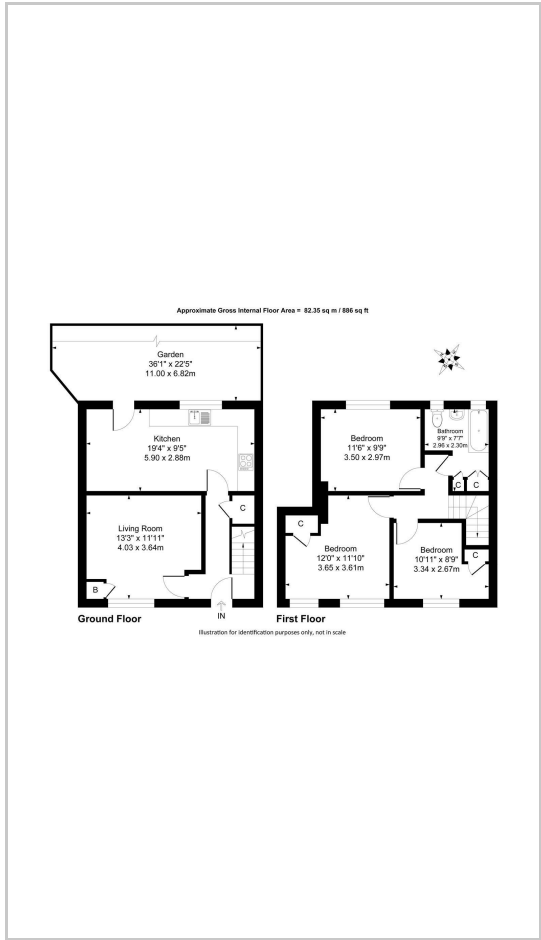 Approximate Gross Internal Floor Area = 82.35 sq m / 886 sq ft
Garden
36'1" x 22'5"
11.00 x 6.82m
Kitchen
19'4" x 9'5"
5.90 x 2.88m
C
Living Room
13'3" x 11'11"
4.03 x 3.64m
B
IN
Ground Floor
Bedroom
11'6" x 9'9"
3.50 x 2.97m
Bathroom
9'9" x 7'7"
2.96 x 2.30m
C
C
C
Bedroom
12'0" x 11'10"
3.65 x 3.61m
Bedroom
10'11" x 8'9"
3.34 x 2.67m
C
First Floor
Illustration for identification purposes only, not in scale